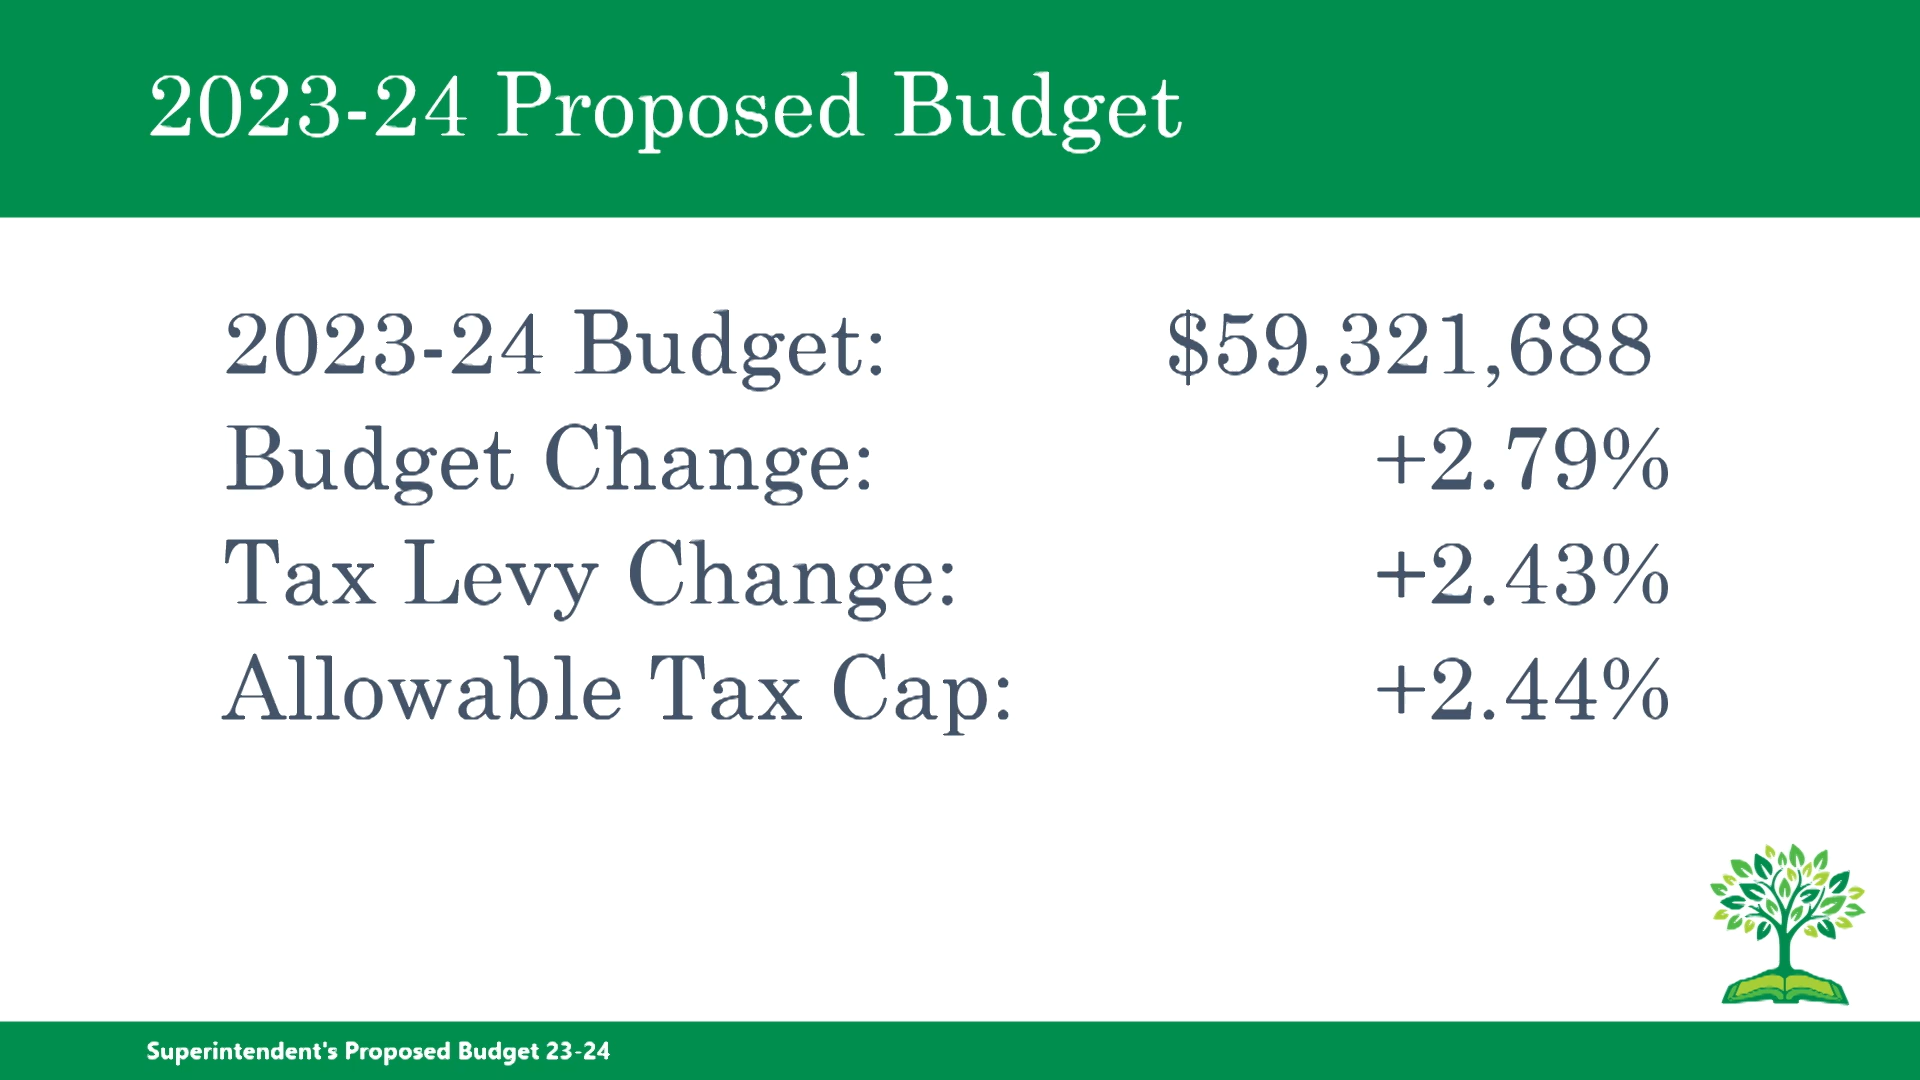 2023-24 Proposed Budget
2023-24 Budget: $59,321,688
Budget Change: +2.79%
Tax Levy Change: +2.43%
Allowable Tax Cap: +2.44%
Superintendent's Proposed Budget 23-24